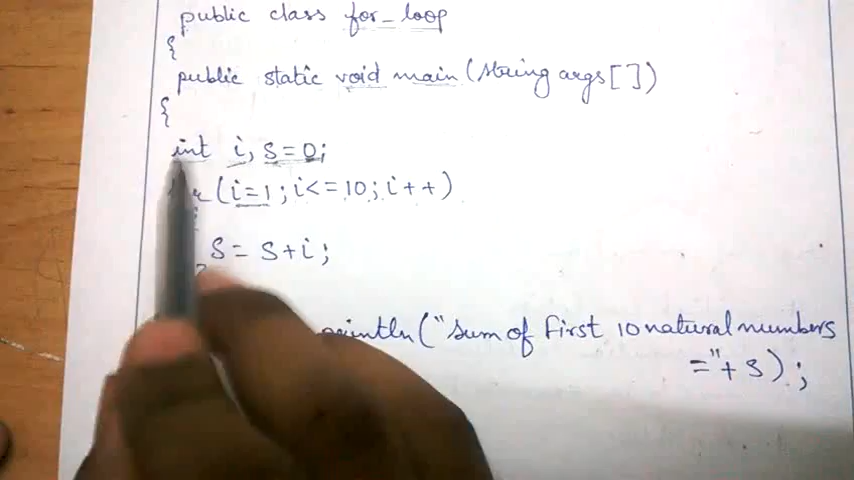 public class for_loop
{
public static void main (String args [ ])
{
int i, s = 0;
(i = 1; i <= 10; i + +)
s = s + i ;
println ("Sum of First 10 natural numbers
=" + s) ;